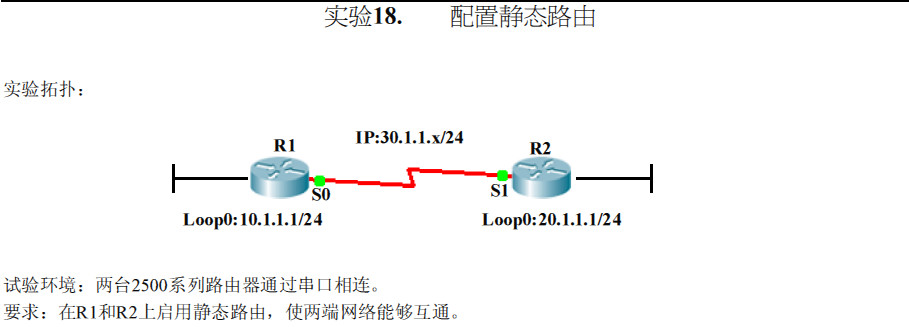 实验18. 配置静态路由
实验拓扑：
IP:30.1.1.x/24
R1
R2
S0
S1
Loop0:10.1.1.1/24
Loop0:20.1.1.1/24
试验环境：两台2500系列路由器通过串口相连。
要求：在R1和R2上启用静态路由，使两端网络能够互通。